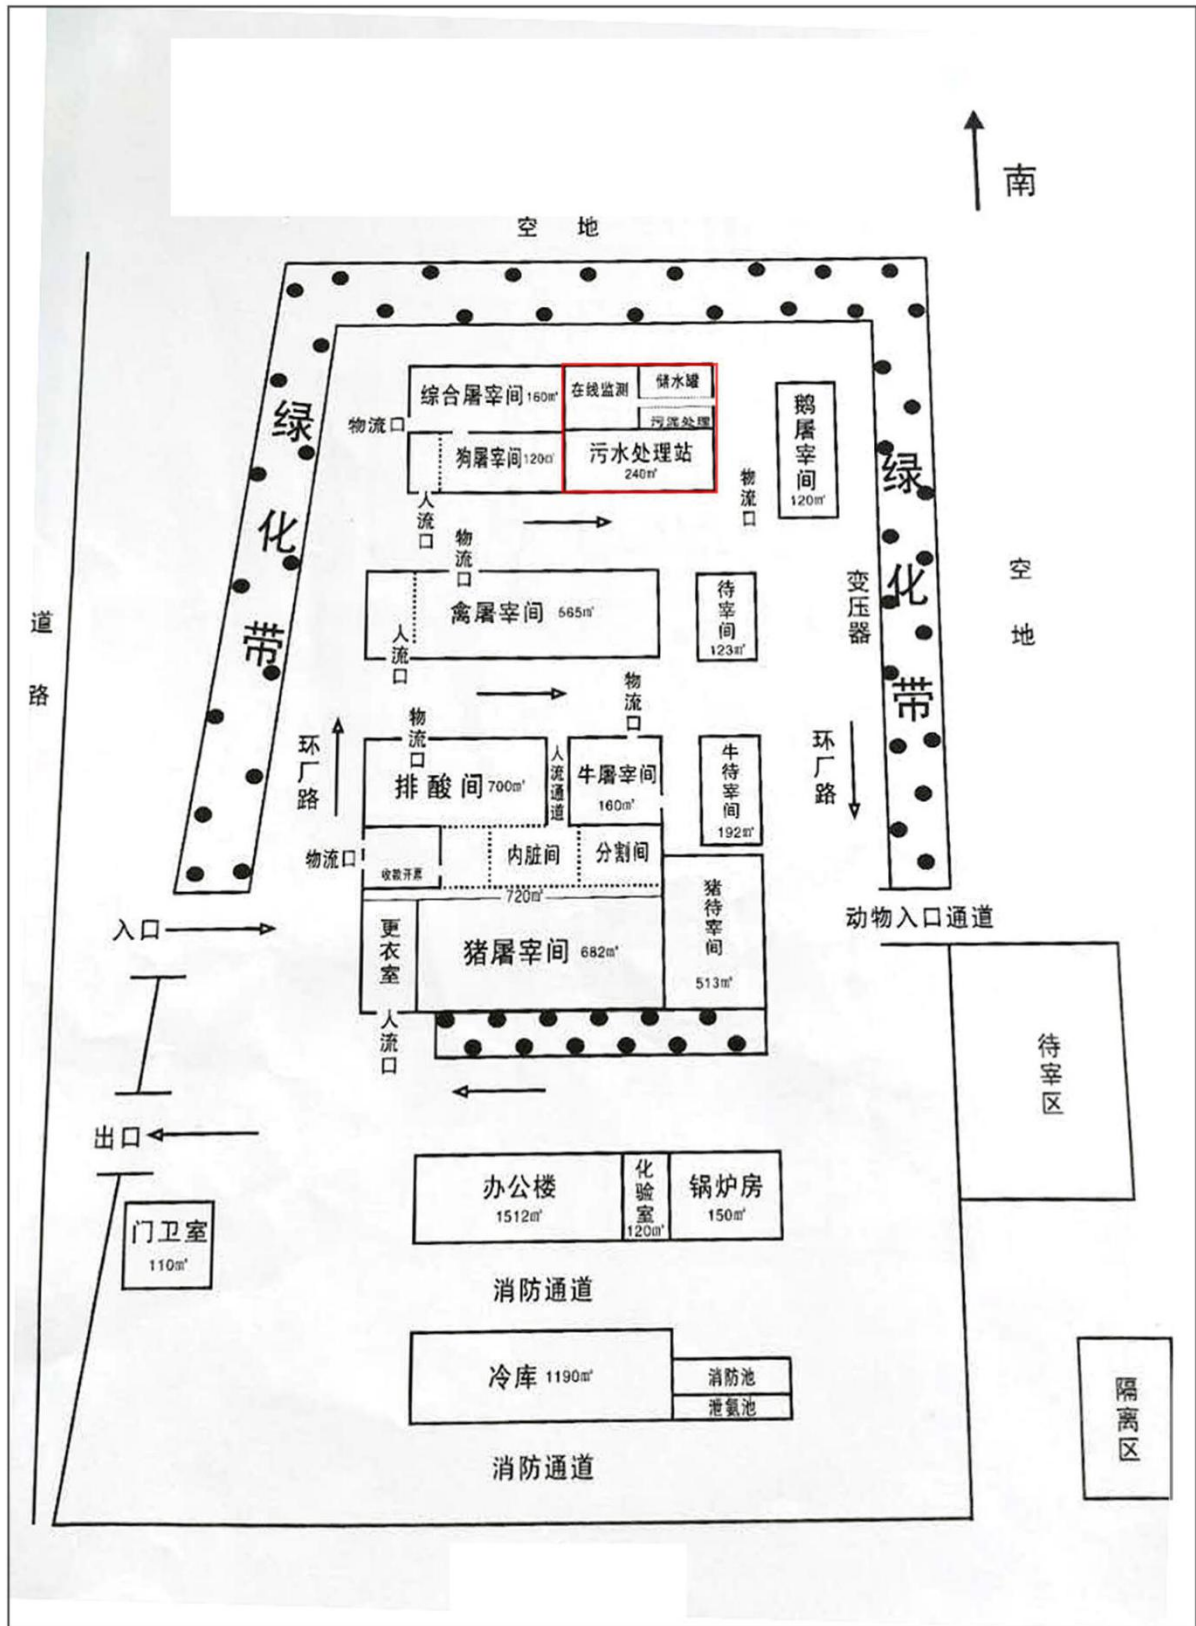 南
空 地
综合屠宰间 160㎡
在线监测
储水罐
污泥处理
物流口
狗屠宰间 120㎡
污水处理站
240㎡
鹅屠宰间
120㎡
物流口
人流口
绿化带
绿化带
道路
空地
物流口
禽屠宰间 665㎡
人流口
待宰间
123㎡
变压器
物流口
物流口
环厂路
排酸间 700㎡
人流通道
牛屠宰间
160㎡
牛待宰间
192㎡
环厂路
物流口
收款开票
内脏间
分割间
720㎡
入口
更衣室
猪屠宰间 682㎡
猪待宰间
513㎡
动物入口通道
人流口
待宰区
出口
办公楼
1512㎡
化验室
120㎡
锅炉房
150㎡
门卫室
110㎡
消防通道
冷库 1190㎡
消防池
泄氨池
隔离区
消防通道